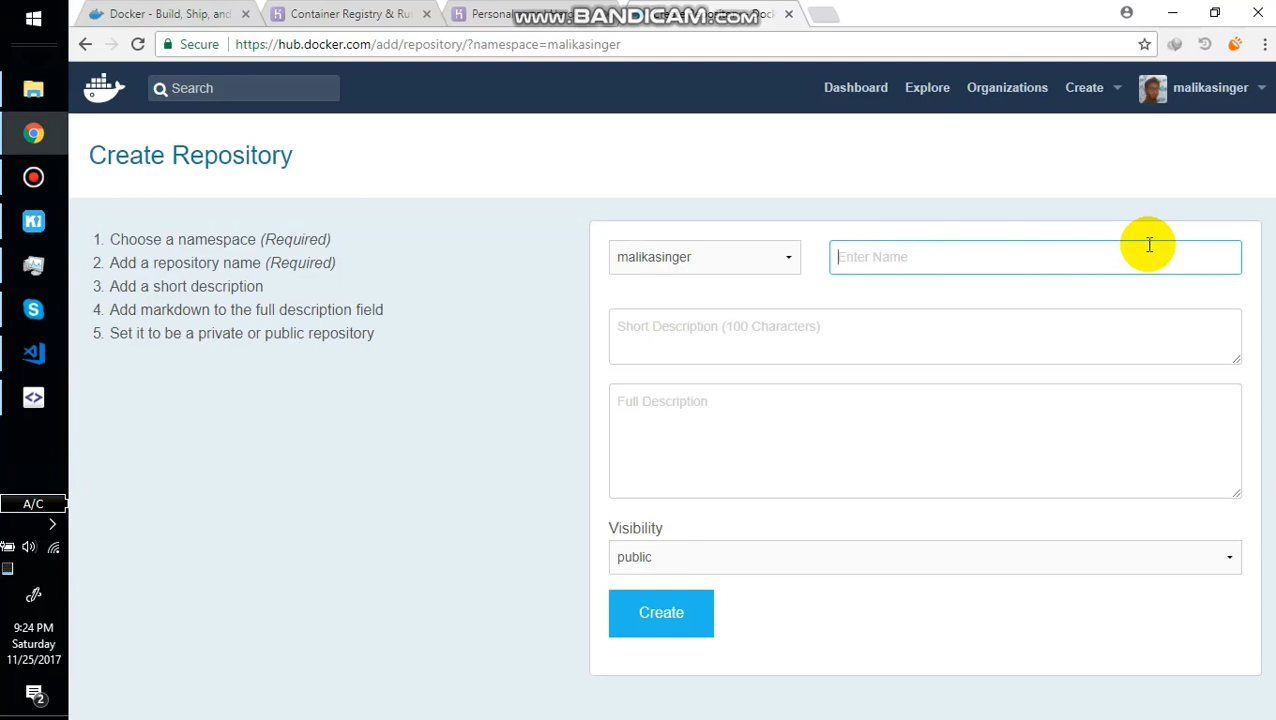 Docker - Build, Ship, and
Container Registry & Ru
Persona
www.BANDICAM.com
Secure
https://hub.docker.com/add/repository/?namespace=malikasinger
Search
Dashboard
Explore
Organizations
Create
malikasinger
Create Repository
1. Choose a namespace (Required)
2. Add a repository name (Required)
3. Add a short description
4. Add markdown to the full description field
5. Set it to be a private or public repository
malikasinger
Enter Name
Short Description (100 Characters)
Full Description
Visibility
public
Create
A/C
9:24 PM
Saturday
11/25/2017
2